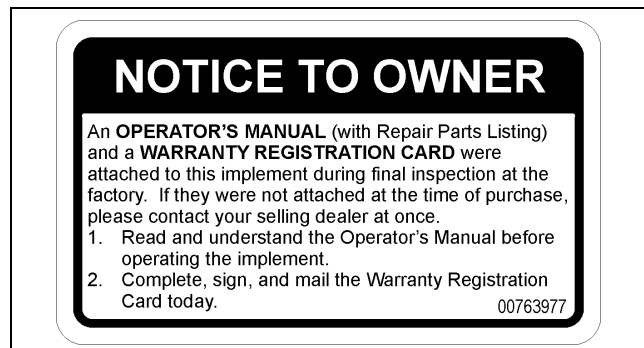 NOTICE TO OWNER
An OPERATOR'S MANUAL (with Repair Parts Listing)
and a WARRANTY REGISTRATION CARD were
attached to this implement during final inspection at the
factory.  If they were not attached at the time of purchase,
please contact your selling dealer at once.
1. Read and understand the Operator's Manual before
operating the implement.
2. Complete, sign, and mail the Warranty Registration
Card today. 00763977